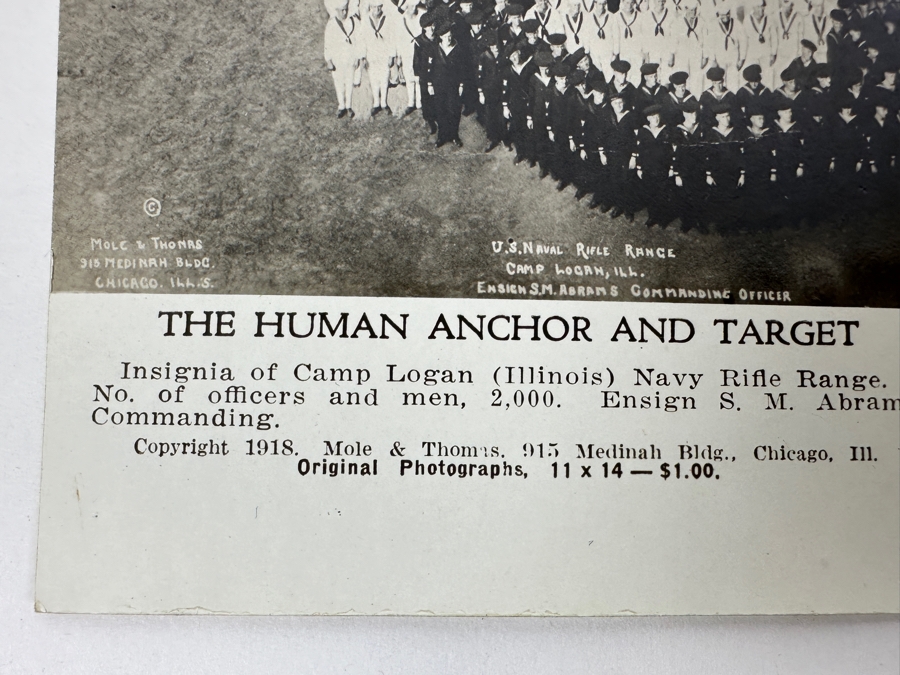 ©
MOLE & THOMAS
915 MEDINAH BLDG.
CHICAGO. ILL.S.
U.S. NAVAL RIFLE RANGE
CAMP LOGAN, ILL.
ENSIGN S.M. ABRAMS COMMANDING OFFICER
THE HUMAN ANCHOR AND TARGET
Insignia of Camp Logan (Illinois) Navy Rifle Range.
No. of officers and men, 2,000. Ensign S. M. Abram
Commanding.
Copyright 1918. Mole & Thomas. 915 Medinah Bldg., Chicago, Ill.
Original Photographs, 11 x 14 — $1.00.